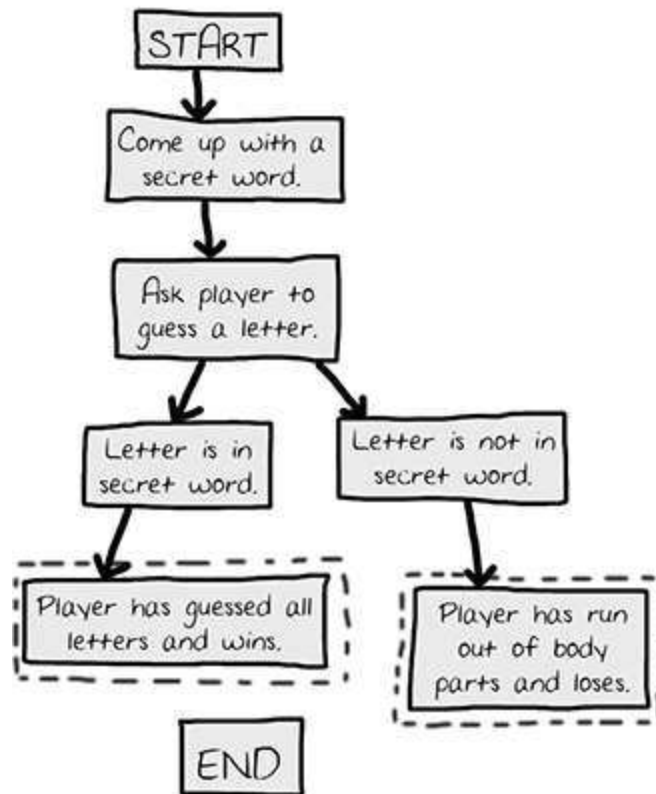 START
Come up with a
secret word.
Ask player to
guess a letter.
Letter is in
secret word.
Letter is not in
secret word.
Player has guessed all
letters and wins.
Player has run
out of body
parts and loses.
END